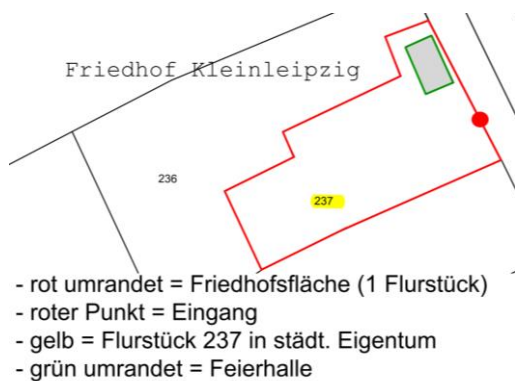 Friedhof Kleinleipzig
236
237
- rot umrandet = Friedhofsfläche (1 Flurstück)
- roter Punkt = Eingang
- gelb = Flurstück 237 in städt. Eigentum
- grün umrandet = Feierhalle